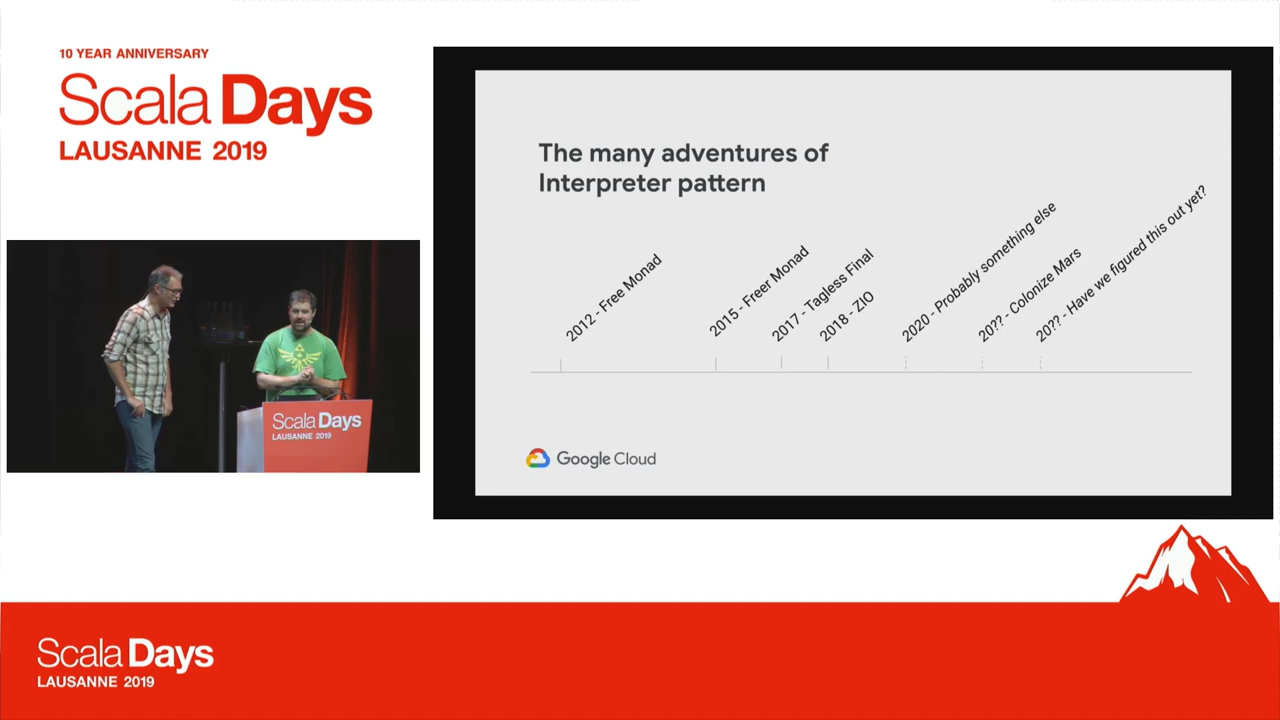 10 YEAR ANNIVERSARY
Scala Days
LAUSANNE 2019
The many adventures of
Interpreter pattern
2012 - Free Monad
2015 - Freer Monad
2017 - Tagless Final
2018 - ZIO
2020 - Probably something else
20?? - Colonize Mars
20?? - Have we figured this out yet?
Google Cloud
Scala Days
LAUSANNE 2019
Scala Days
LAUSANNE 2019